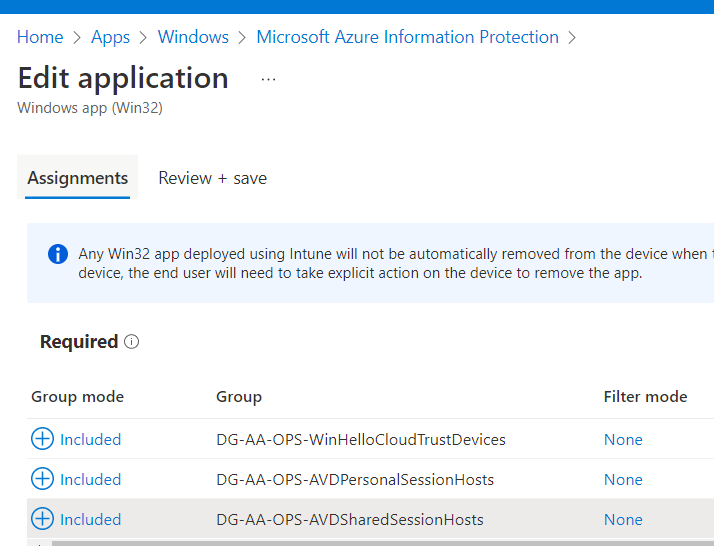 Home > Apps > Windows > Microsoft Azure Information Protection >
Edit application ...
Windows app (Win32)
Assignments Review + save
Any Win32 app deployed using Intune will not be automatically removed from the device when
device, the end user will need to take explicit action on the device to remove the app.
Required
Group mode Group Filter mode
Included DG-AA-OPS-WinHelloCloudTrustDevices None
Included DG-AA-OPS-AVDPersonalSessionHosts None
Included DG-AA-OPS-AVDSharedSessionHosts None